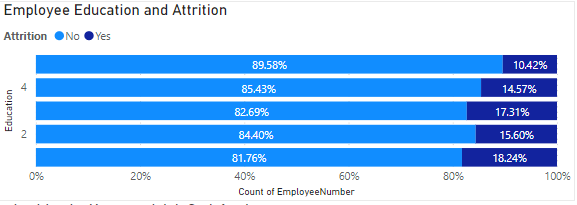 Employee Education and Attrition
Attrition No Yes
89.58% 10.42%
4 85.43% 14.57%
82.69% 17.31%
Education
2 84.40% 15.60%
81.76% 18.24%
0% 20% 40% 60% 80% 100%
Count of EmployeeNumber